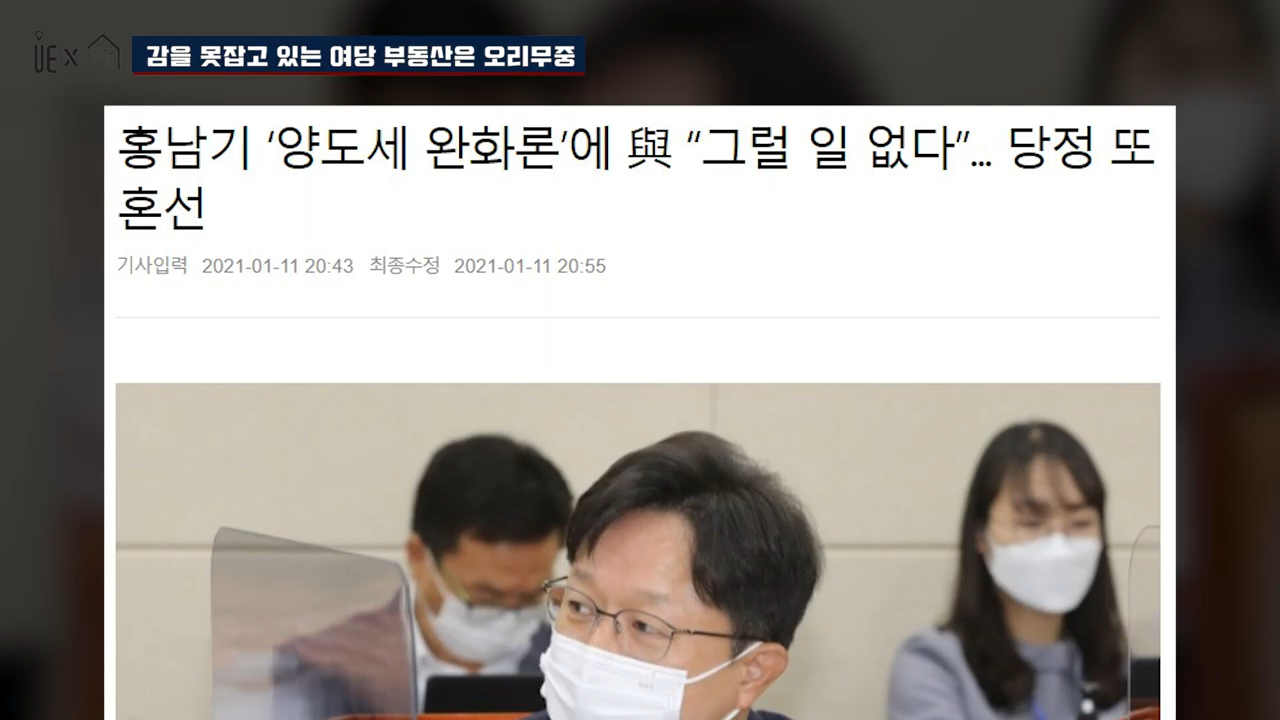 UE X
감을 못잡고 있는 여당 부동산은 오리무중
홍남기 ‘양도세 완화론’에 與 “그럴 일 없다”… 당정 또
혼선
기사입력 2021-01-11 20:43 최종수정 2021-01-11 20:55